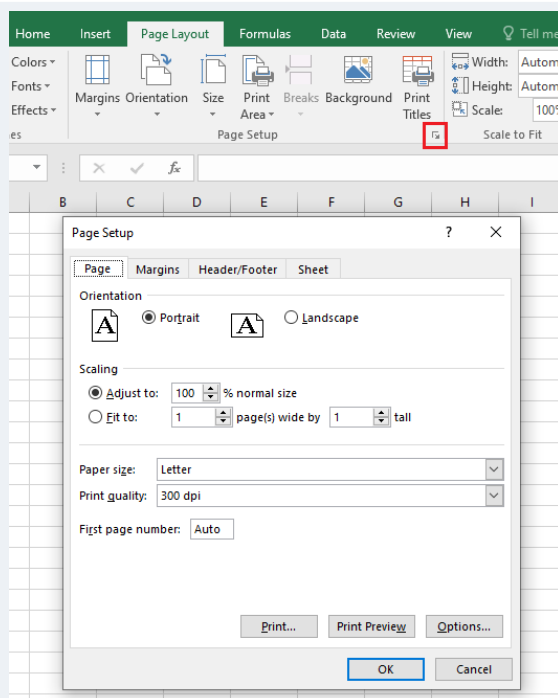 Home Insert Page Layout Formulas Data Review View Tell me
Colors Width: Autom
Fonts Height: Autom
Effects Margins Orientation Size Print Area Breaks Background Print Titles Scale: 100%
es Page Setup Scale to Fit
fx
B C D E F G H I
Page Setup ? ×
Page Margins Header/Footer Sheet
Orientation
A Portrait A Landscape
Scaling
Adjust to: 100 % normal size
Fit to: 1 page(s) wide by 1 tall
Paper size: Letter
Print quality: 300 dpi
First page number: Auto
Print... Print Preview Options...
OK Cancel